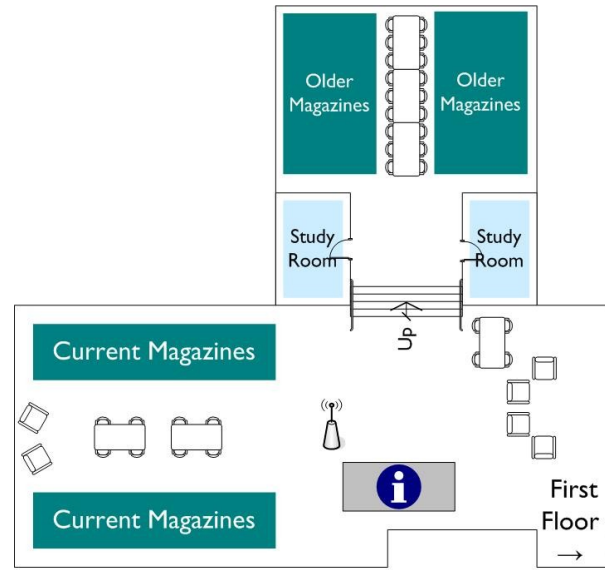 Older
Magazines
Older
Magazines
Study
Room
Study
Room
Up
Current Magazines
i
Current Magazines
First
Floor
→